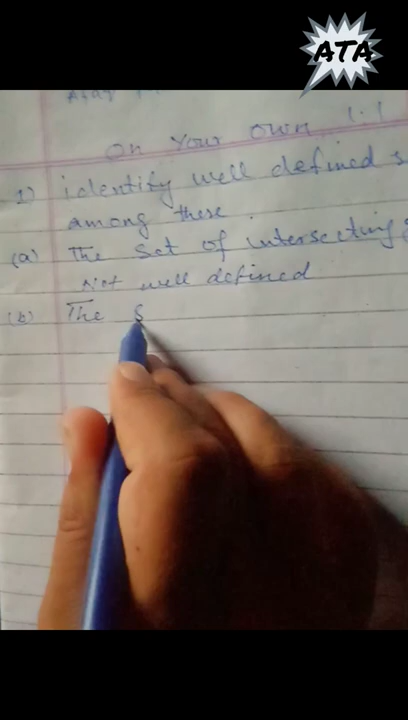 ATA
On Your own 1.1
1) identify well defined s
among these
(a) The set of intersecting
Not well defined
(b) The s